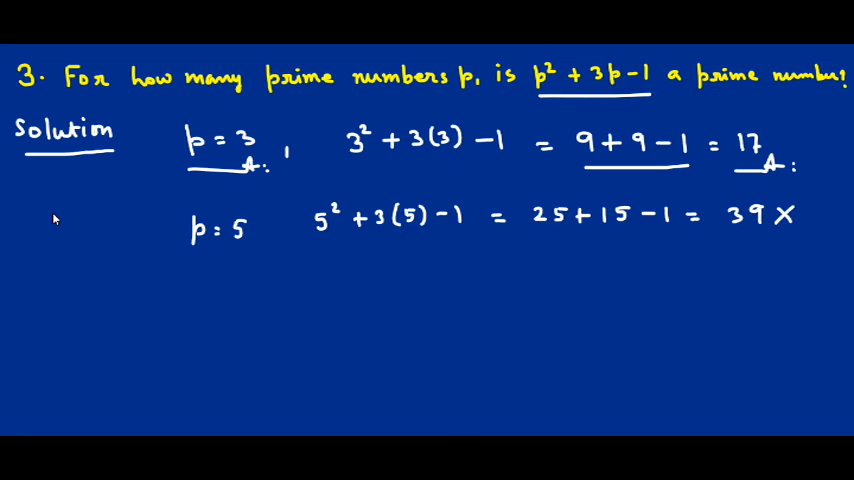 3. For how many prime numbers p, is p² + 3p - 1 a prime number?
Solution
p = 3 , 3² + 3(3) - 1 = 9 + 9 - 1 = 17
p = 5 5² + 3(5) - 1 = 25 + 15 - 1 = 39 X